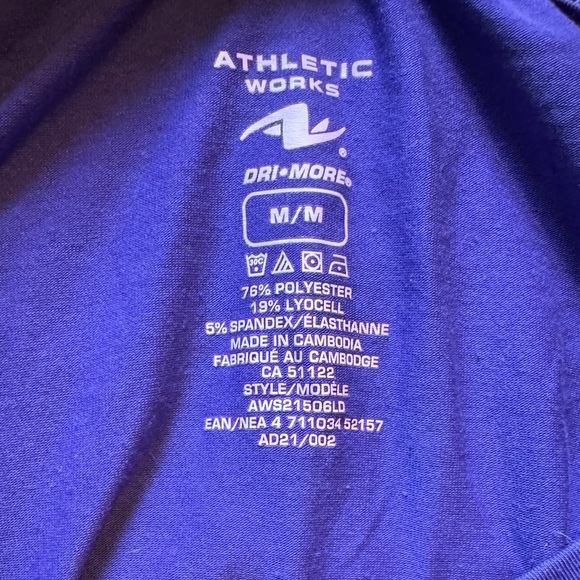 ATHLETIC
WORKS
®
DRI•MORE®
M/M
30C
76% POLYESTER
19% LYOCELL
5% SPANDEX/ÉLASTHANNE
MADE IN CAMBODIA
FABRIQUÉ AU CAMBODGE
CA 51122
STYLE/MODÈLE
AWS21506LD
EAN/NEA 4 711034 52157
AD21/002